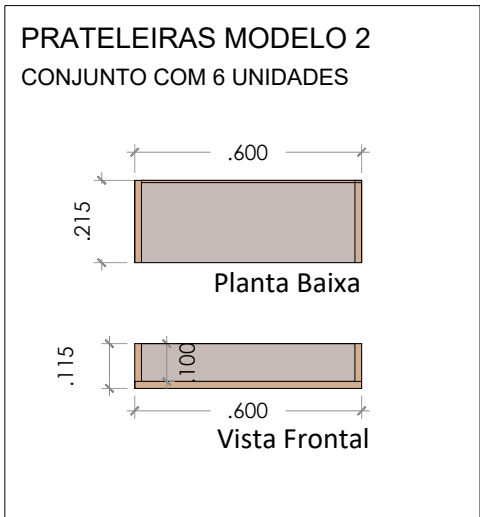 PRATELEIRAS MODELO 2
CONJUNTO COM 6 UNIDADES
.600
.215
Planta Baixa
.115
.100
.600
Vista Frontal